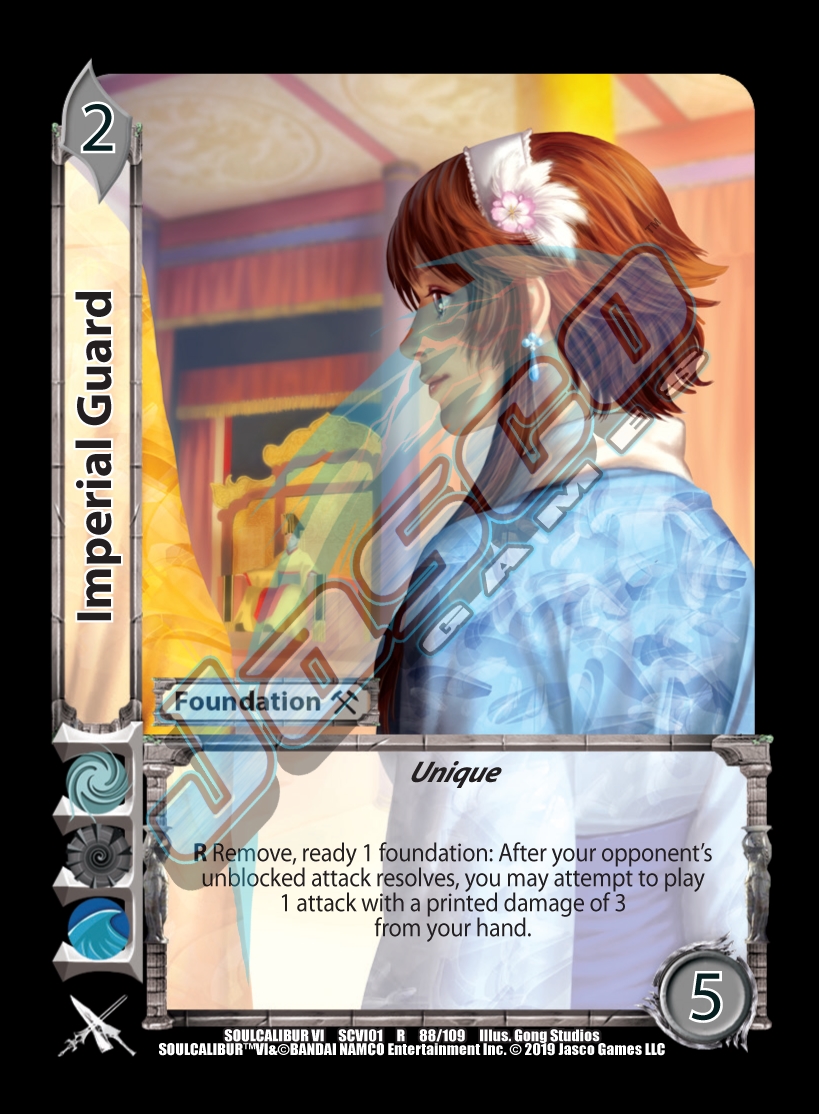 2
Imperial Guard
JASCO
GAMES
Foundation
Unique
R Remove, ready 1 foundation: After your opponent's
unblocked attack resolves, you may attempt to play
1 attack with a printed damage of 3
from your hand.
5
SOULCALIBUR VI SCVI01 R 88/109 Illus. Gong Studios
SOULCALIBUR™VI&©BANDAI NAMCO Entertainment Inc. © 2019 Jasco Games LLC